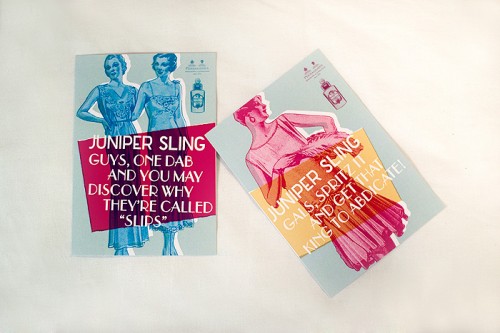 JUNIPER SLING
GUYS, ONE DAB
AND YOU MAY
DISCOVER WHY
THEY'RE CALLED
"SLIPS"
JUNIPER SLING
GALS, SPRITZ IT
AND GET THAT
KING TO ABDICATE!